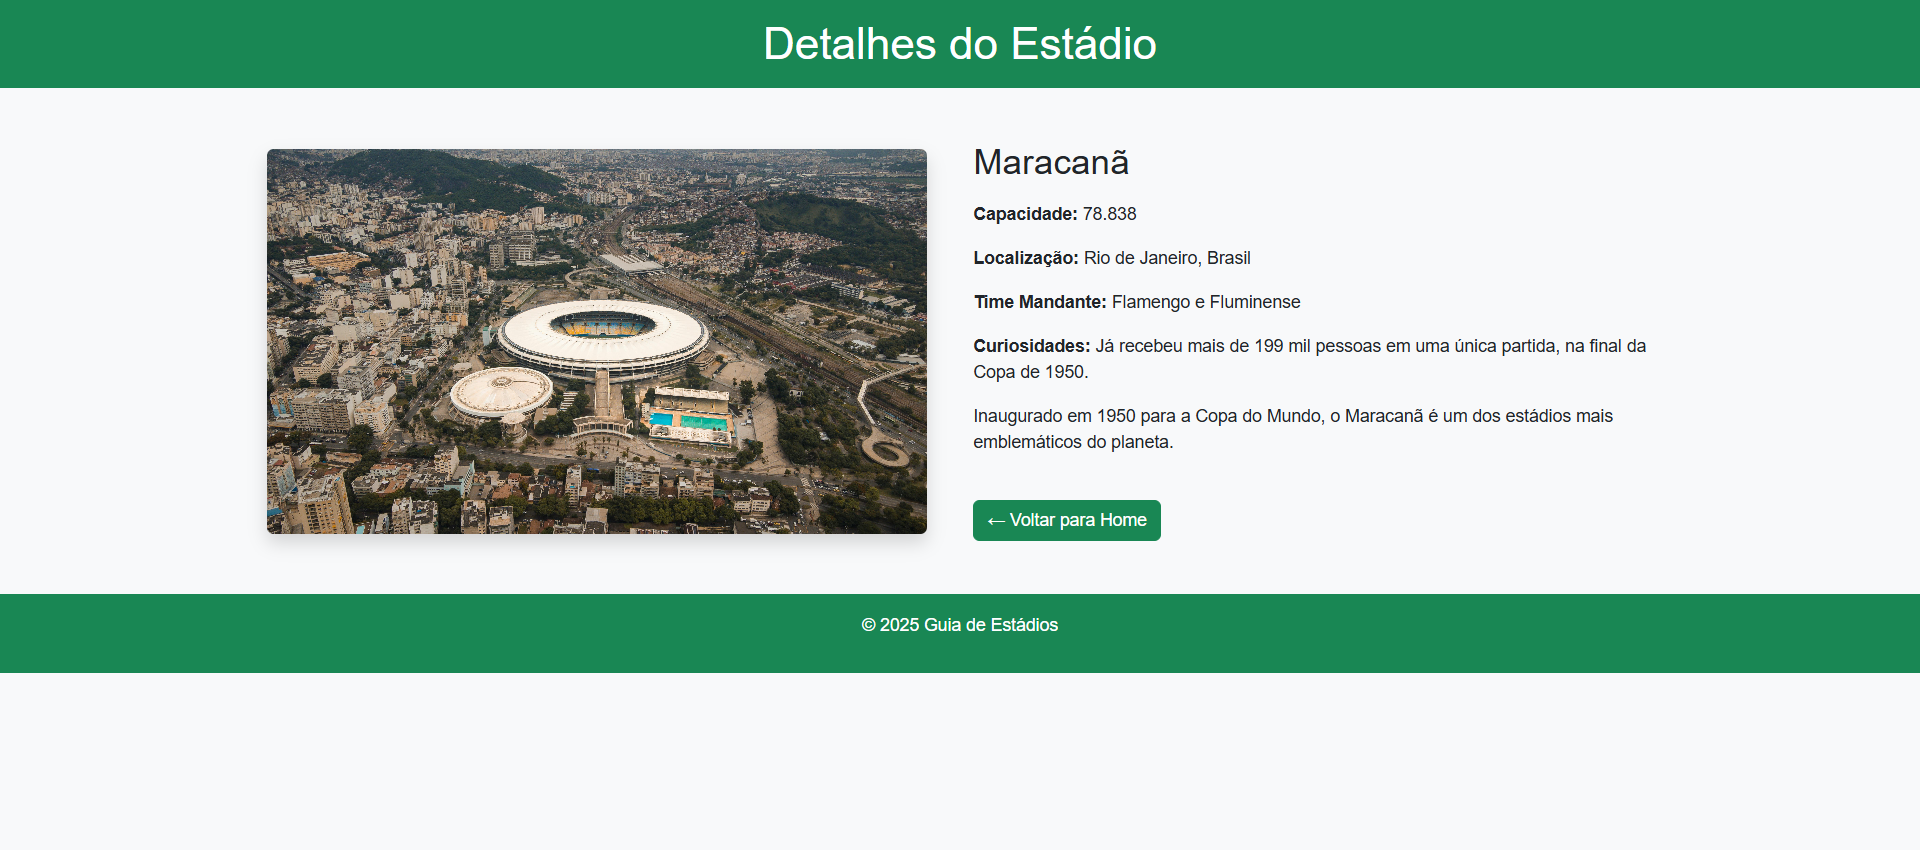 Detalhes do Estádio
Maracanã
Capacidade: 78.838
Localização: Rio de Janeiro, Brasil
Time Mandante: Flamengo e Fluminense
Curiosidades: Já recebeu mais de 199 mil pessoas em uma única partida, na final da
Copa de 1950.
Inaugurado em 1950 para a Copa do Mundo, o Maracanã é um dos estádios mais
emblemáticos do planeta.
← Voltar para Home
© 2025 Guia de Estádios